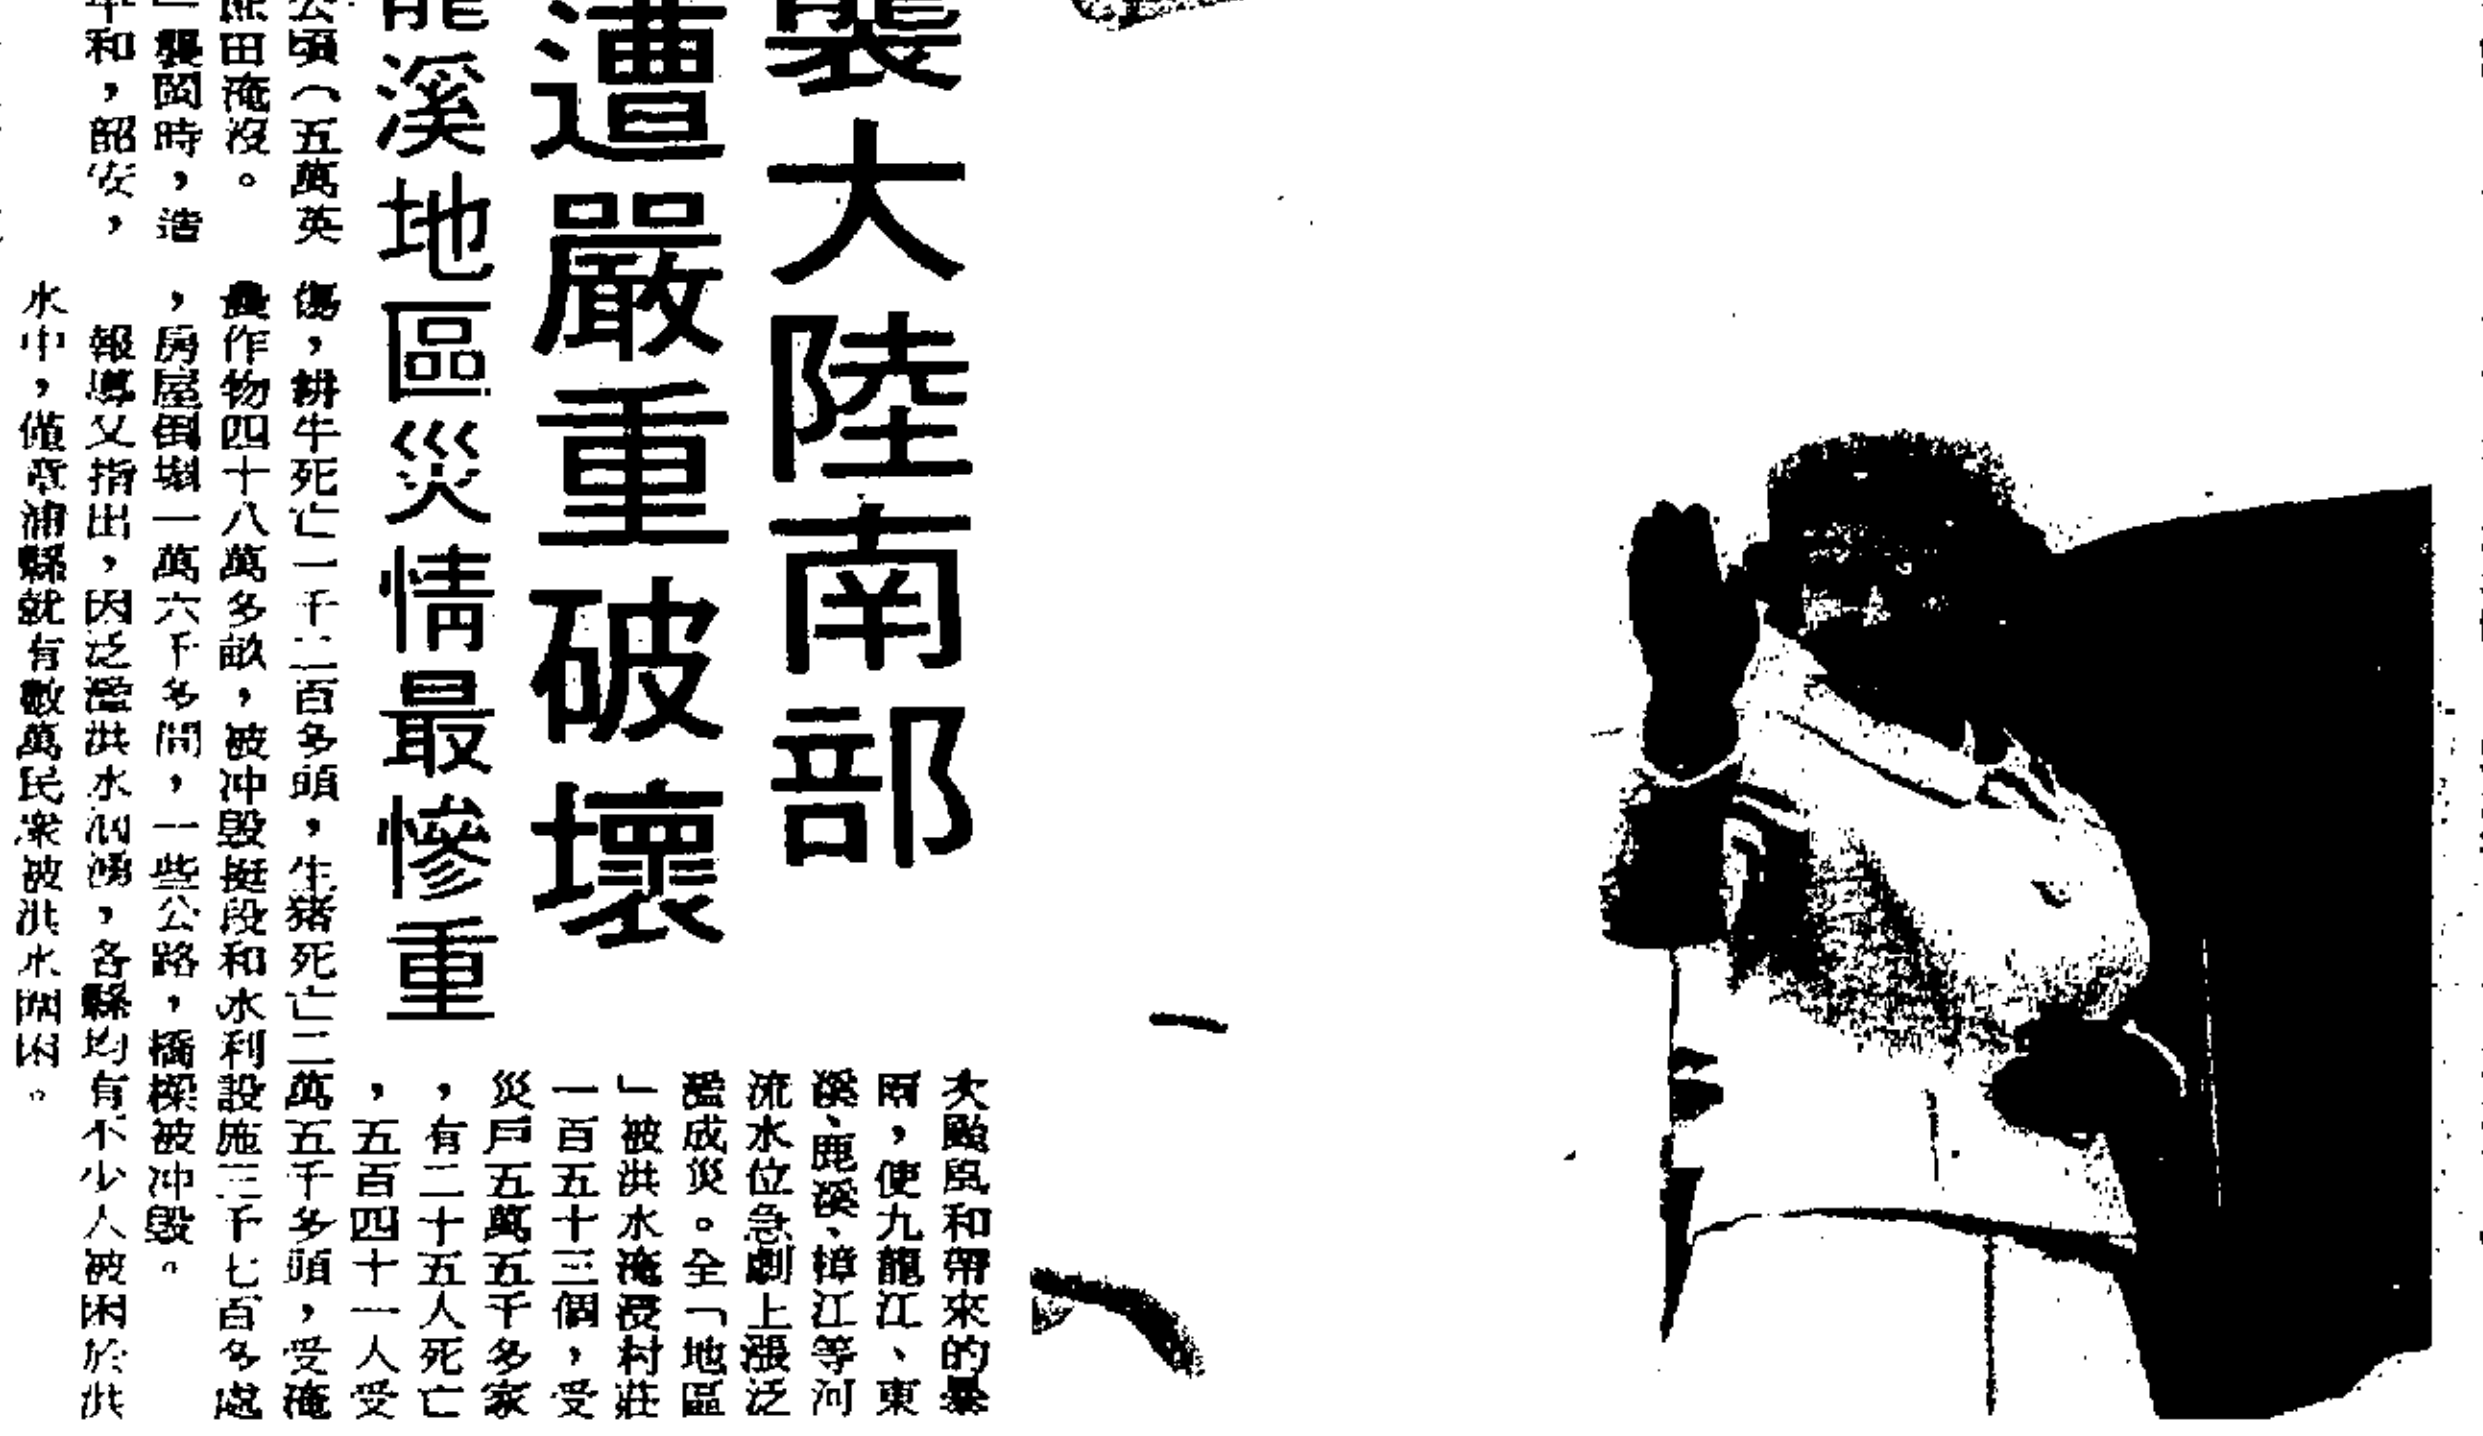 襲大陸南部
遭嚴重破壞
龍溪地區災情最慘重
公頃（五萬英
田淹沒。
」襲閩時，造
和，韶安，
大颱風和帶來的暴
雨，使九龍江、東
溪、鹿溪、樟江等河
流水位急劇上漲泛
濫成災。全「地區
」被洪水淹浸村莊
一百五十三個，受
災戶五萬五千多家
，有二十五人死亡
，五百四十一人受
傷，耕牛死亡一千二百多頭，生猪死亡二萬五千多頭，受淹
農作物四十八萬多畝，被冲毀堤段和水利設施三千七百多處
，房屋倒塌一萬六千多間，一些公路，橋樑被冲毀。
報導又指出，因泛濫洪水洶湧，各縣均有不少人被困於洪
水中，僅章浦縣就有數萬民衆被洪水圍困。